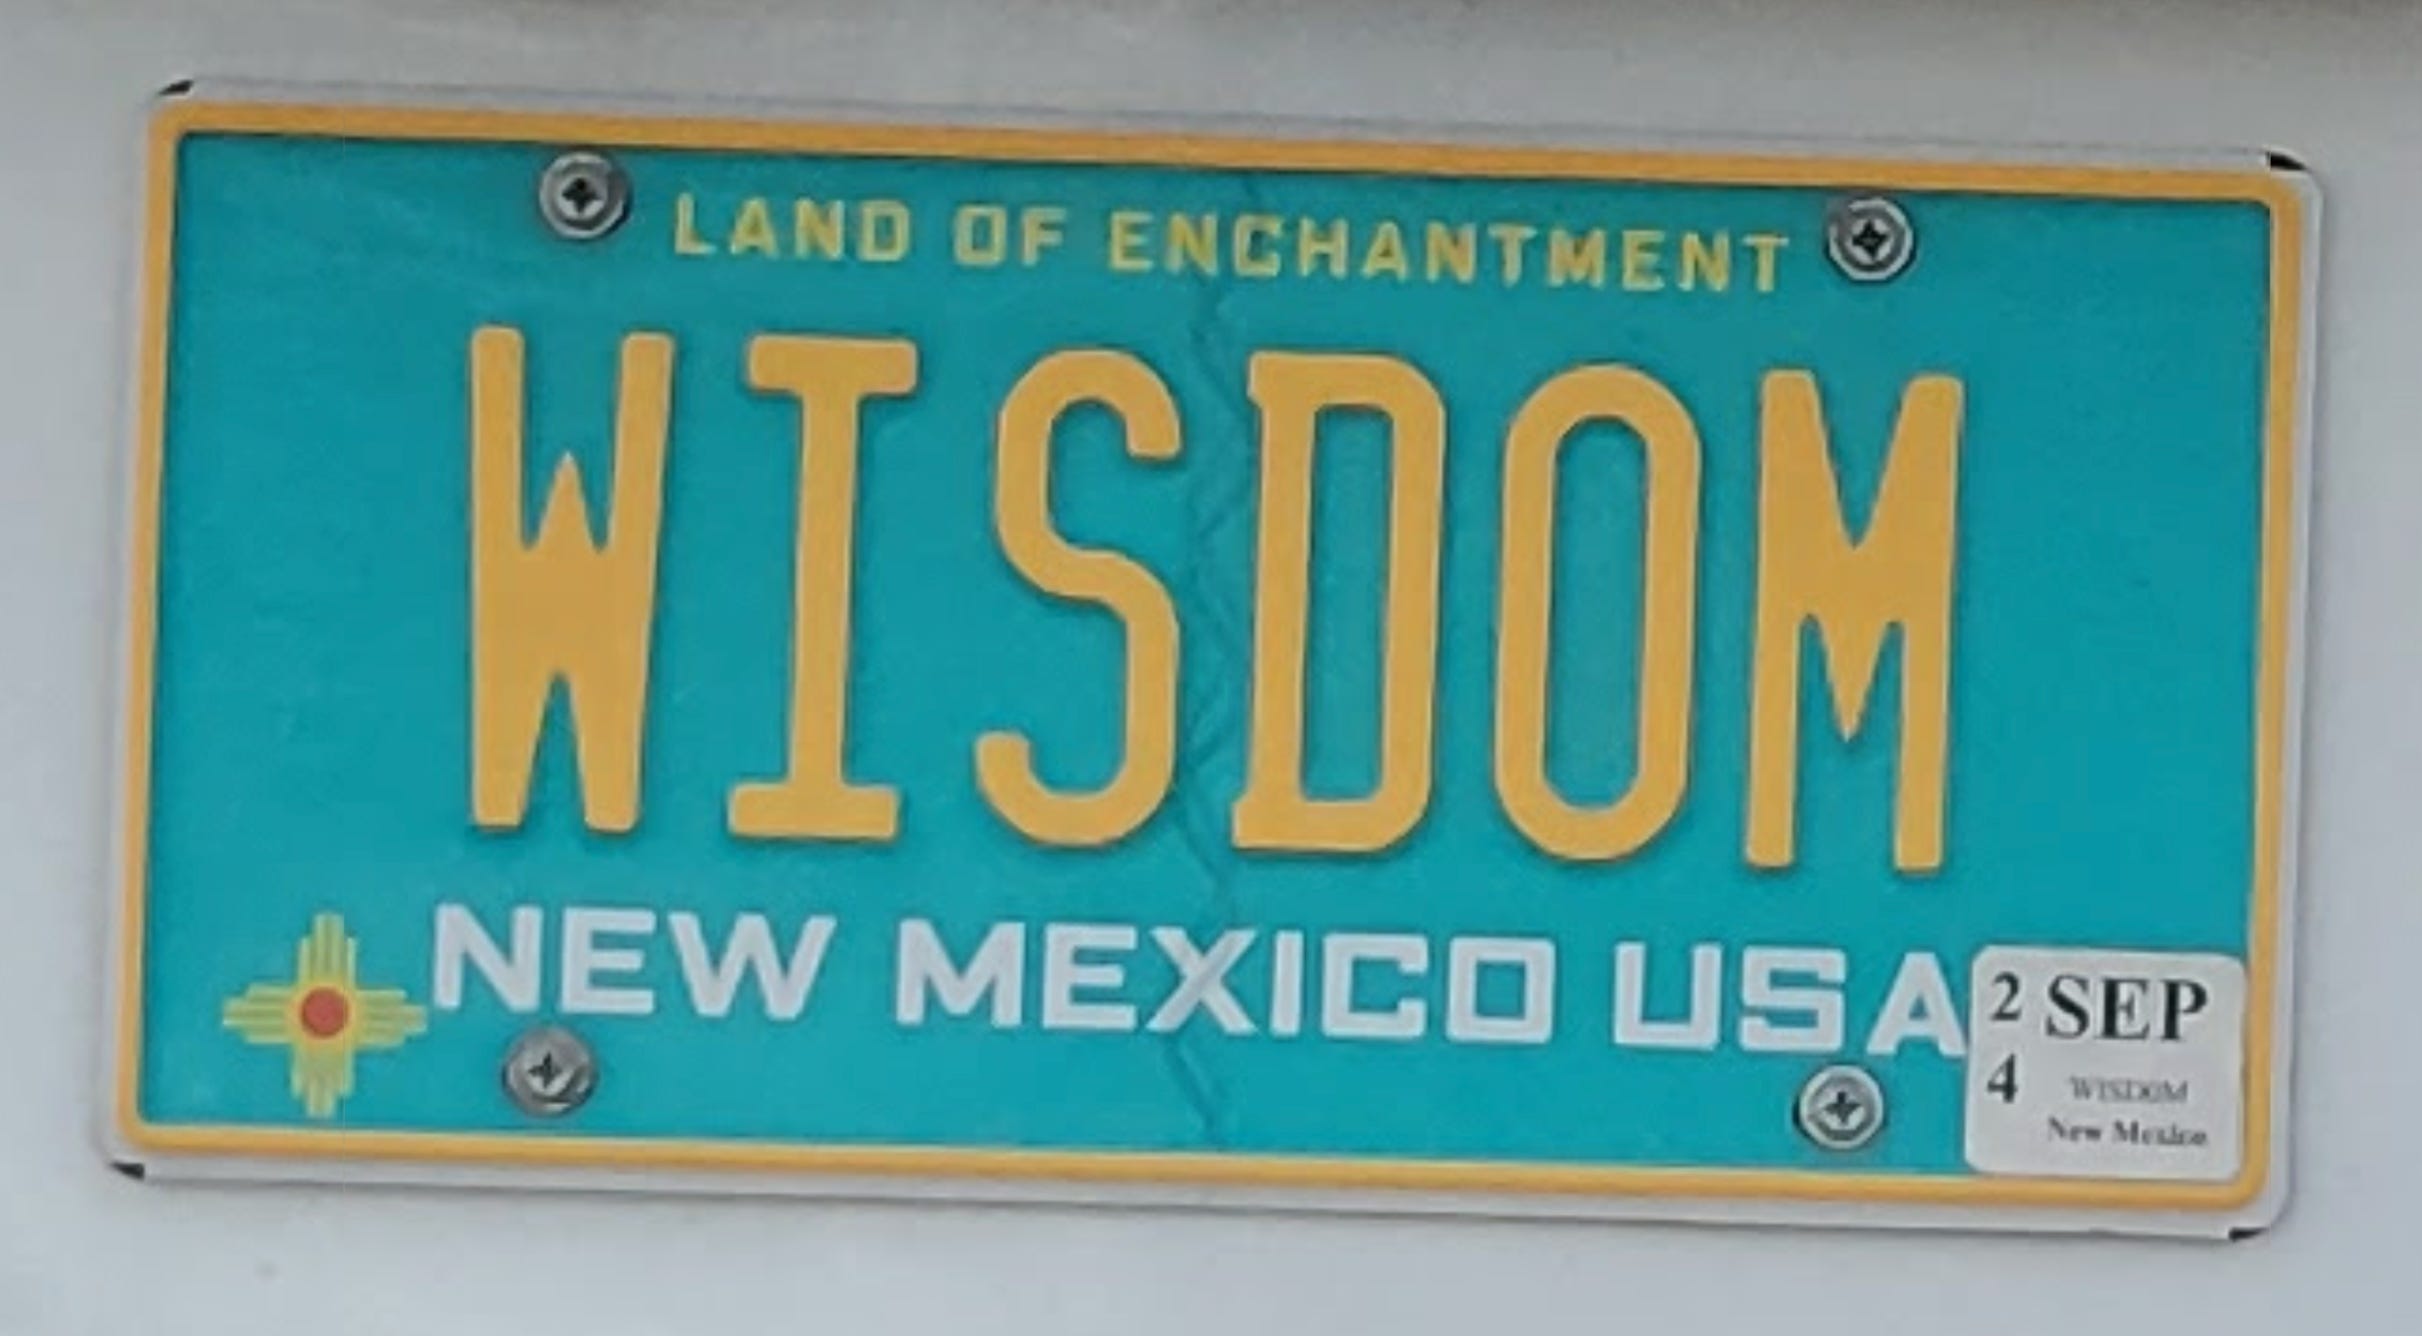 LAND OF ENCHANTMENT
WISDOM
NEW MEXICO USA
2 SEP
4 WISDOM
New Mexico